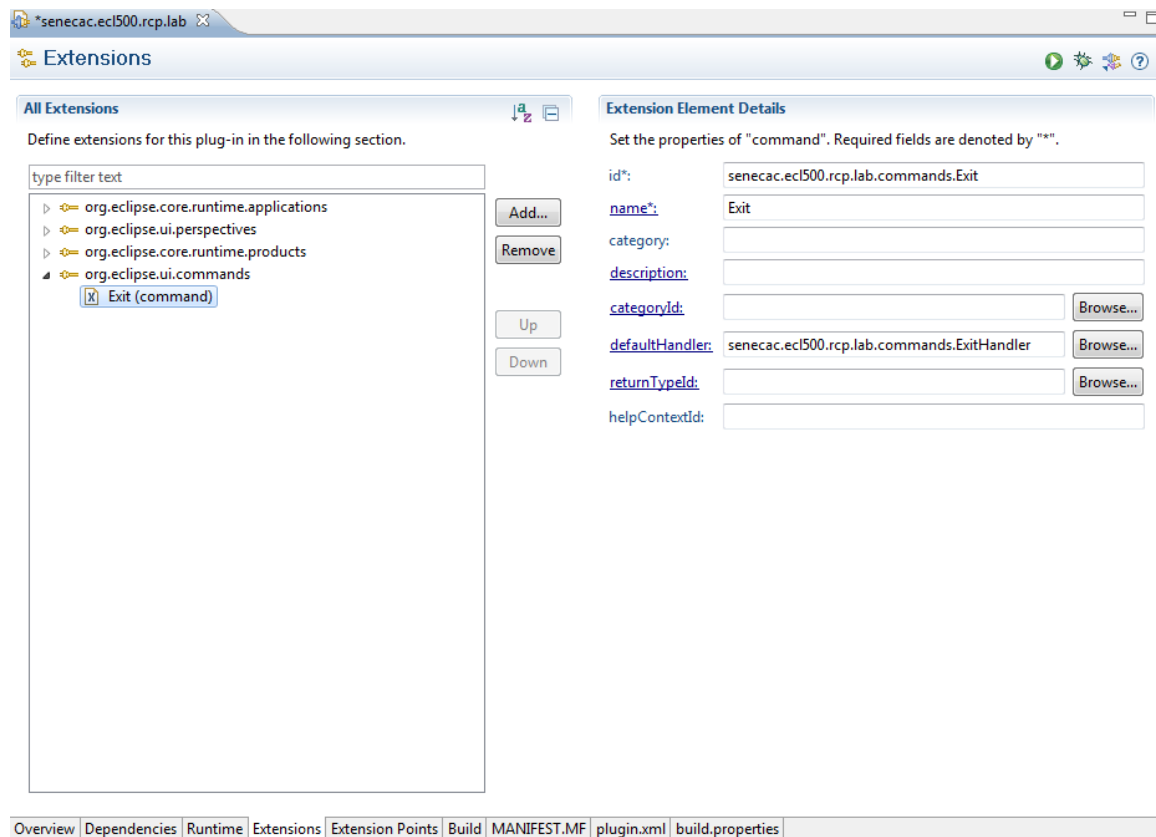 *senecac.ecl500.rcp.lab
Extensions
All Extensions
Define extensions for this plug-in in the following section.
type filter text
org.eclipse.core.runtime.applications
org.eclipse.ui.perspectives
org.eclipse.core.runtime.products
org.eclipse.ui.commands
Exit (command)
Add...
Remove
Up
Down
Extension Element Details
Set the properties of "command". Required fields are denoted by "*".
id*: senecac.ecl500.rcp.lab.commands.Exit
name*: Exit
category:
description:
categoryId: Browse...
defaultHandler: senecac.ecl500.rcp.lab.commands.ExitHandler Browse...
returnTypeId: Browse...
helpContextId:
Overview Dependencies Runtime Extensions Extension Points Build MANIFEST.MF plugin.xml build.properties